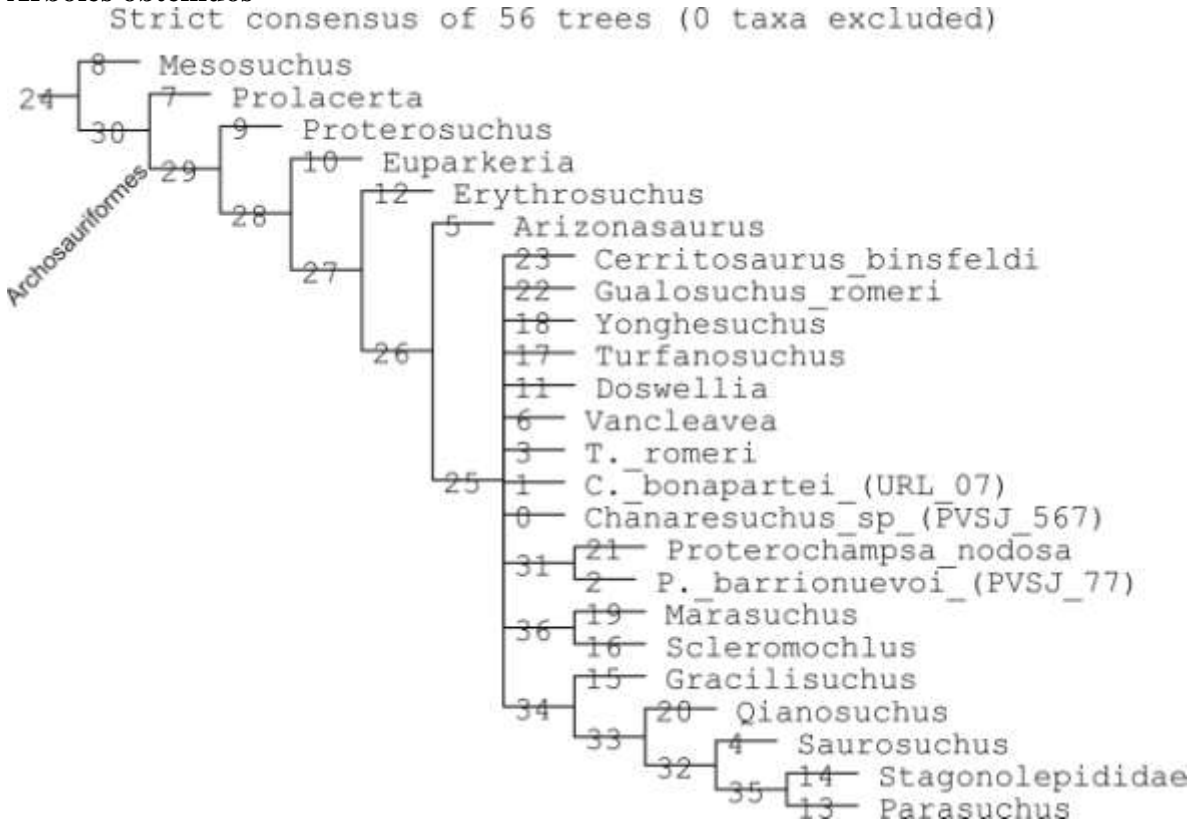 Árboles obtenidos
Strict consensus of 56 trees (0 taxa excluded)
8 Mesosuchus
24
7 Prolacerta
30
9 Proterosuchus
Archosauriformes
29
10 Euparkeria
28
12 Erythrosuchus
27
5 Arizonasaurus
23 Cerritosaurus_binsfeldi
22 Gualosuchus_romeri
18 Yonghesuchus
26
17 Turfanosuchus
11 Doswellia
6 Vancleavea
3 T._romeri
25
1 C._bonapartei_(URL_07)
0 Chanaresuchus_sp_(PVSJ_567)
21 Proterochampsa_nodosa
31
2 P._barrionuevoi_(PVSJ_77)
19 Marasuchus
36
16 Scleromochlus
15 Gracilisuchus
34
20 Qianosuchus
33
4 Saurosuchus
32
14 Stagonolepididae
35
13 Parasuchus